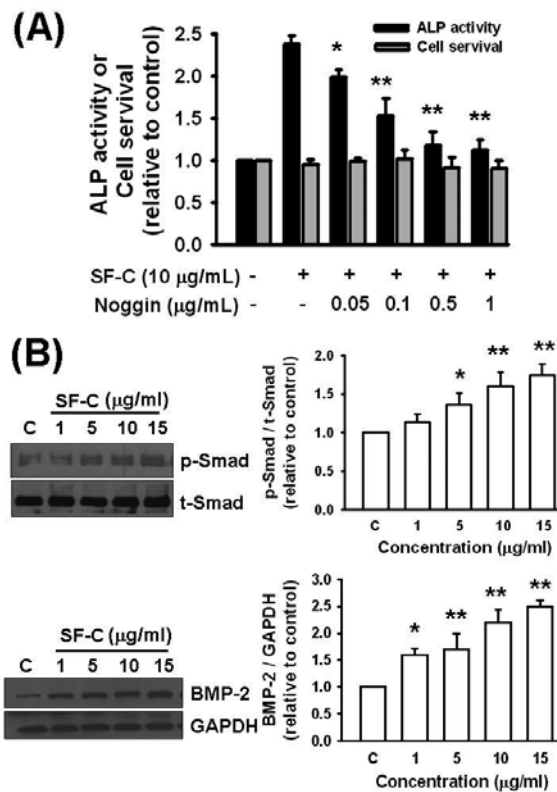 (A)
ALP activity
Cell servival
ALP activity or
Cell servival
(relative to control)
2.5
2.0
1.5
1.0
0.5
0.0
*
**
**
**
SF-C (10 μg/mL) - + + + + +
Noggin (μg/mL) - - 0.05 0.1 0.5 1
(B)
SF-C (μg/ml)
C 1 5 10 15
p-Smad
t-Smad
p-Smad / t-Smad
(relative to control)
2.0
1.5
1.0
0.5
0.0
*
**
**
C 1 5 10 15
Concentration (μg/ml)
SF-C (μg/ml)
C 1 5 10 15
BMP-2
GAPDH
BMP-2 / GAPDH
(relative to control)
3.0
2.5
2.0
1.5
1.0
0.5
0.0
*
**
**
**
C 1 5 10 15
Concentration (μg/ml)